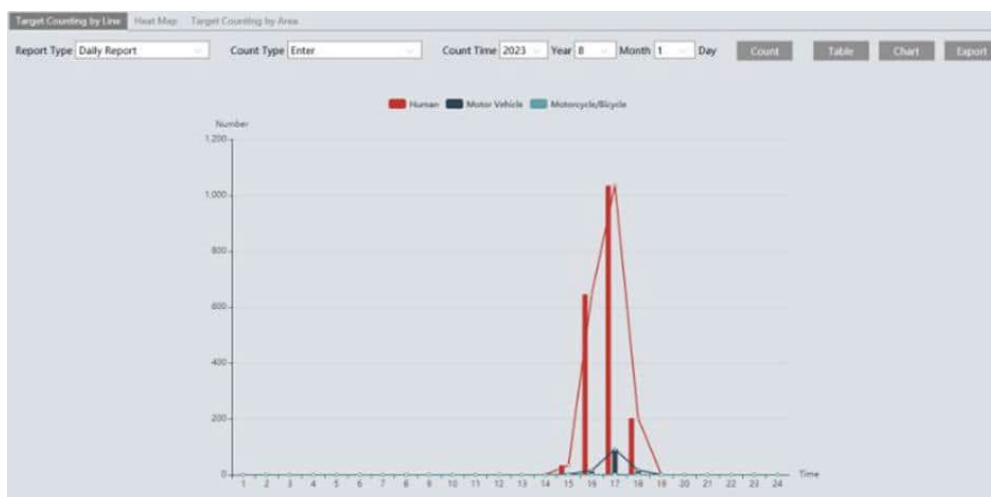 Target Counting by Line Heat Map Target Counting by Area
Report Type Daily Report Count Type Enter Count Time 2023 Year 8 Month 1 Day Count Table Chart Export
Human Motor Vehicle Motorcycle/Bicycle
Number
1,200
1,000
800
600
400
200
0
1 2 3 4 5 6 7 8 9 10 11 12 13 14 15 16 17 18 19 20 21 22 23 24 Time